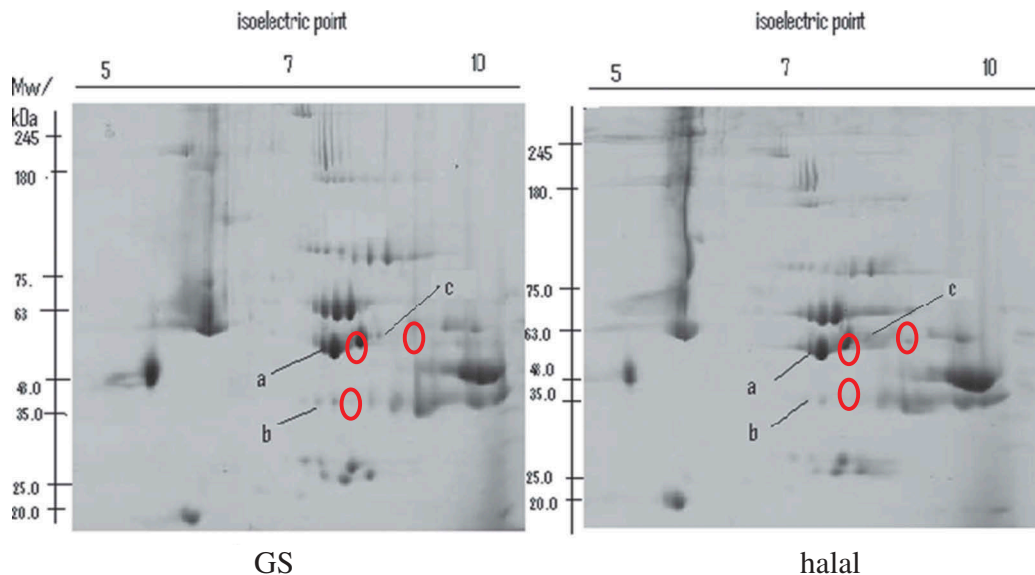 isoelectric point
5 7 10
Mw/
kDa
245
180
75.
63
48.0
35.0
25.0
20.0
a
b
c
GS
isoelectric point
5 7 10
245
180.
75.0
63.0
48.0
35.0
25.0
20.0
a
b
c
halal